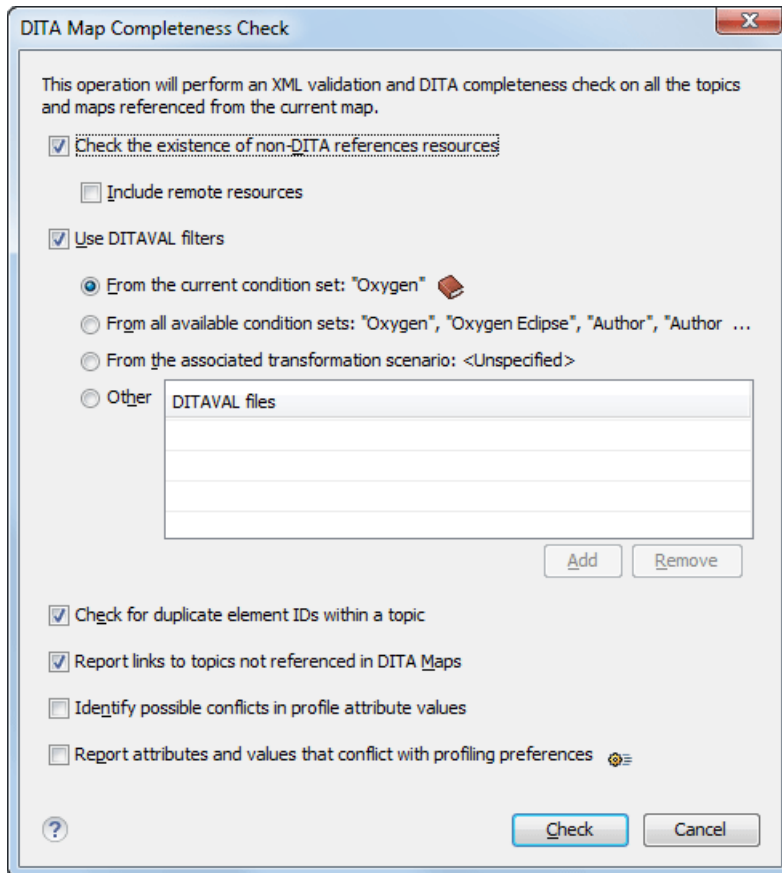 DITA Map Completeness Check
This operation will perform an XML validation and DITA completeness check on all the topics
and maps referenced from the current map.
Check the existence of non-DITA references resources
Include remote resources
Use DITAVAL filters
From the current condition set: "Oxygen"
From all available condition sets: "Oxygen", "Oxygen Eclipse", "Author", "Author ...
From the associated transformation scenario: <Unspecified>
Other
DITAVAL files
Add Remove
Check for duplicate element IDs within a topic
Report links to topics not referenced in DITA Maps
Identify possible conflicts in profile attribute values
Report attributes and values that conflict with profiling preferences
? Check Cancel